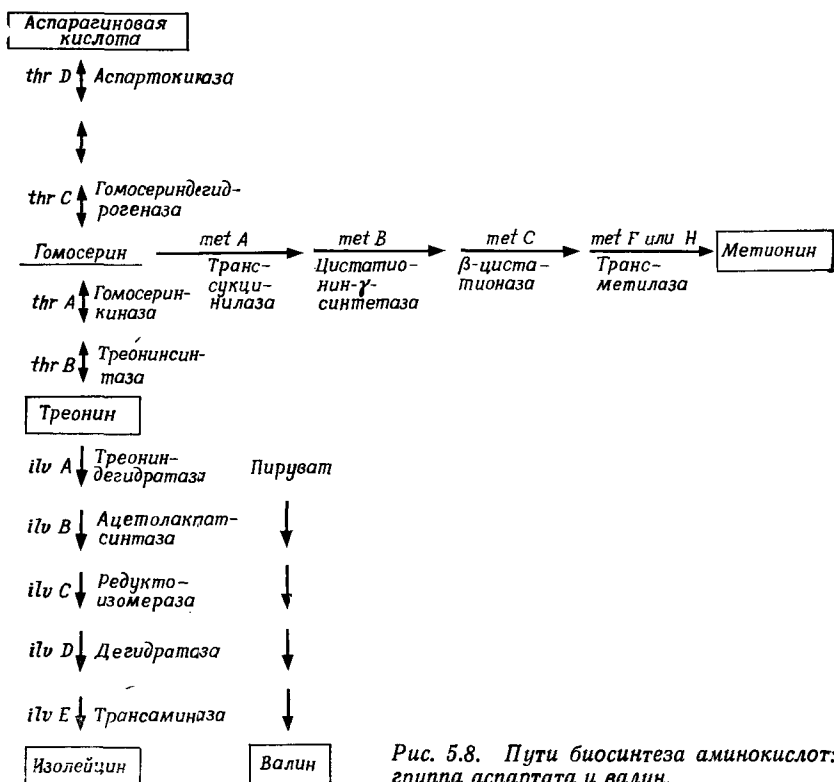 Аспарагиновая
кислота
thr D Аспартокиназа
thr C Гомосериндегид-
рогеназа
Гомосерин
met A
Транс-
сукци-
нилаза
met B
Цистатио-
нин-γ-
синтетаза
met C
β-циста-
тионаза
met F или H
Транс-
метилаза
Метионин
thr A Гомосерин-
киназа
thr B Треонинсин-
таза
Треонин
ilv A Треонин-
дегидратаза
Пируват
ilv B Ацетолактат-
синтаза
ilv C Редукто-
изомераза
ilv D Дегидратаза
ilv E Трансаминаза
Изолейцин
Валин
Рис. 5.8. Пути биосинтеза аминокислот:
группа аспартата и валин.